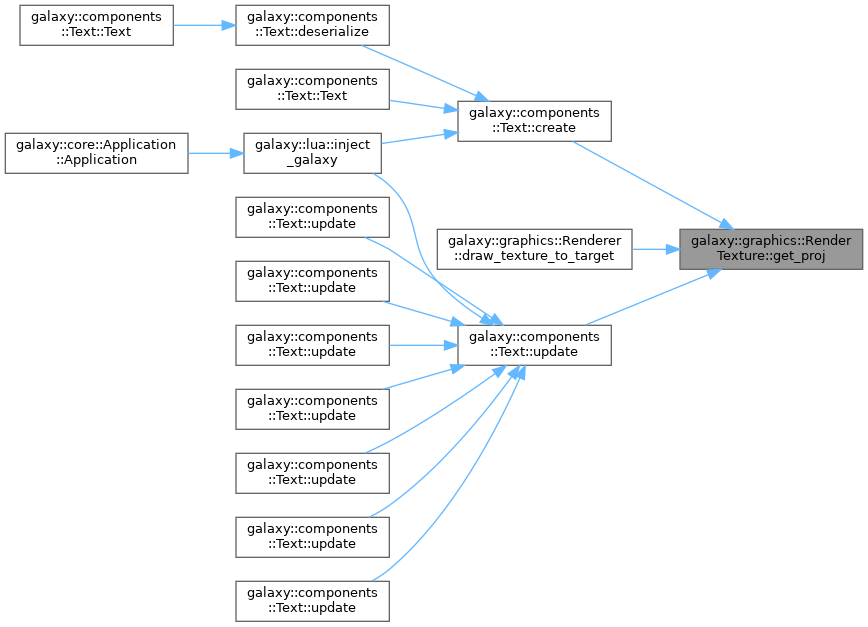 galaxy::components
::Text::Text
galaxy::components
::Text::deserialize
galaxy::components
::Text::Text
galaxy::components
::Text::create
galaxy::core::Application
::Application
galaxy::lua::inject
_galaxy
galaxy::components
::Text::update
galaxy::graphics::Renderer
::draw_texture_to_target
galaxy::graphics::Render
Texture::get_proj
galaxy::components
::Text::update
galaxy::components
::Text::update
galaxy::components
::Text::update
galaxy::components
::Text::update
galaxy::components
::Text::update
galaxy::components
::Text::update
galaxy::components
::Text::update